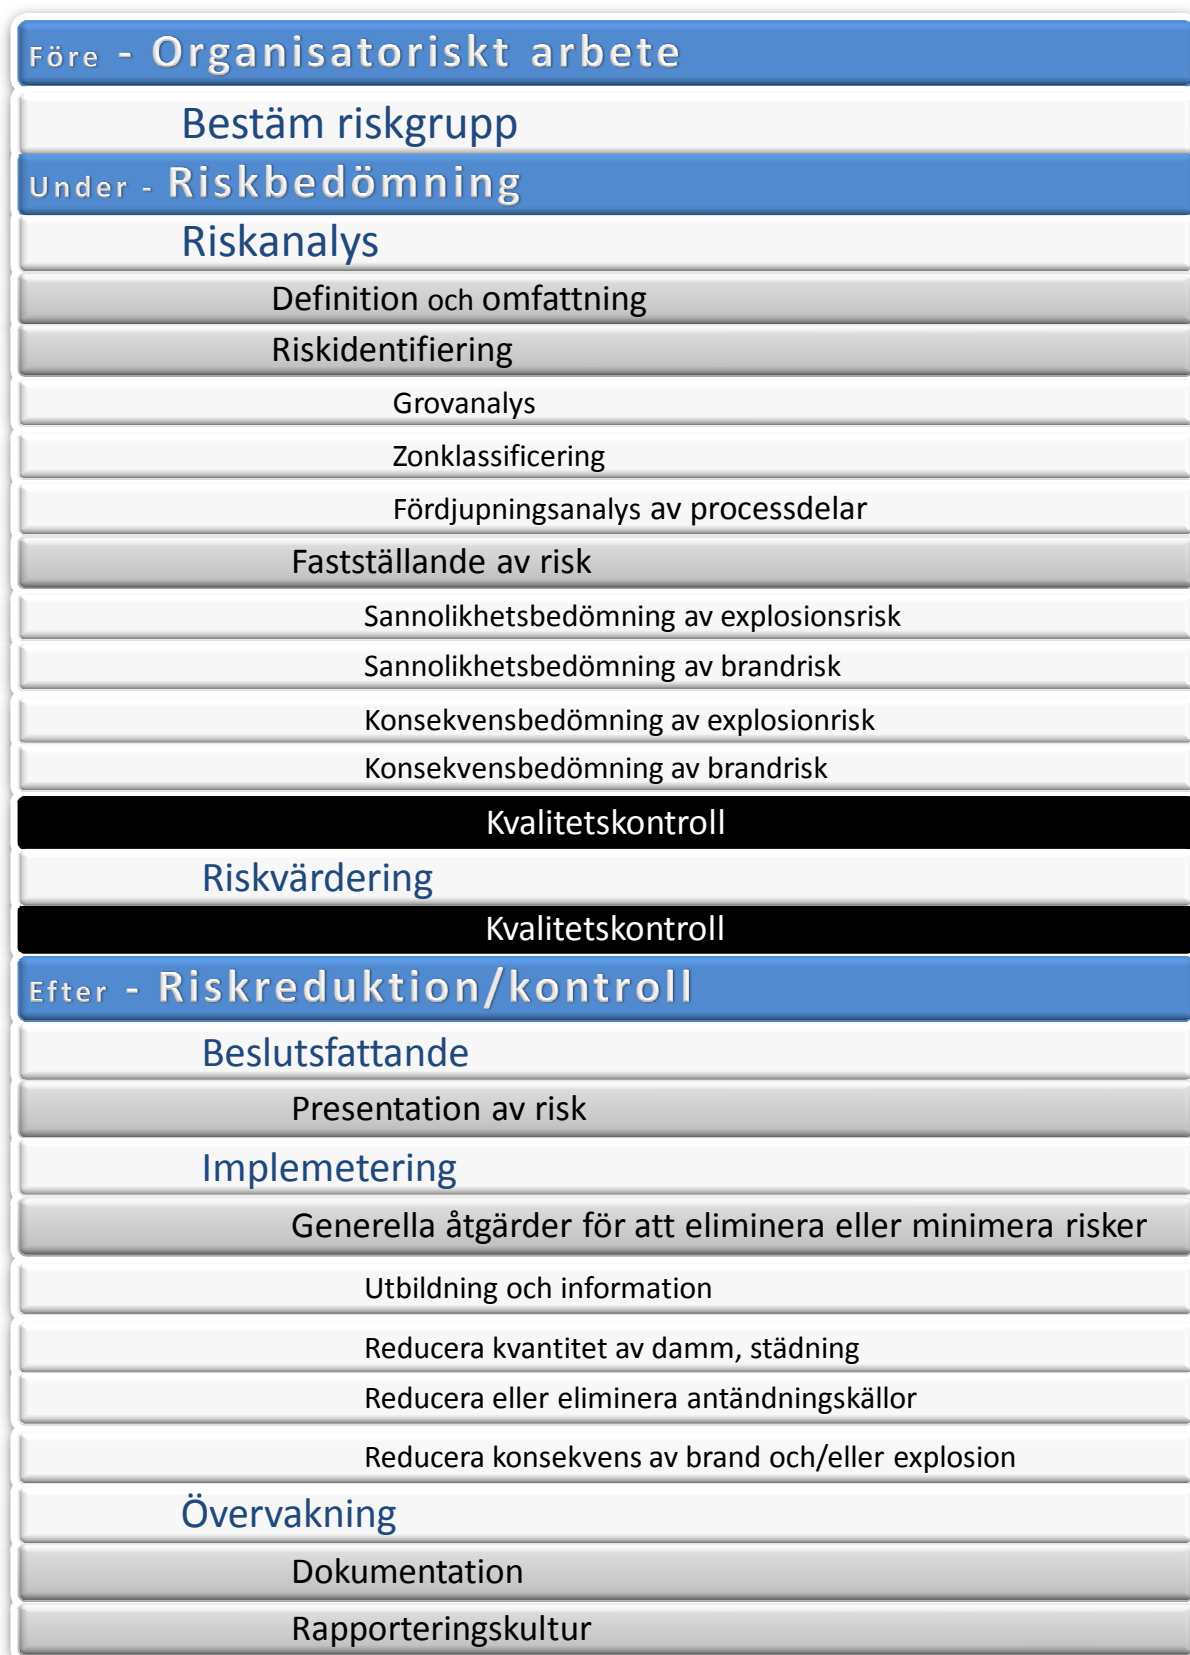 Före - Organisatoriskt arbete
Bestäm riskgrupp
Under - Riskbedömning
Riskanalys
Definition och omfattning
Riskidentifiering
Grovanalys
Zonklassificering
Fördjupningsanalys av processdelar
Fastställande av risk
Sannolikhetsbedömning av explosionsrisk
Sannolikhetsbedömning av brandrisk
Konsekvensbedömning av explosionrisk
Konsekvensbedömning av brandrisk
Kvalitetskontroll
Riskvärdering
Kvalitetskontroll
Efter - Riskreduktion/kontroll
Beslutsfattande
Presentation av risk
Implemetering
Generella åtgärder för att eliminera eller minimera risker
Utbildning och information
Reducera kvantitet av damm, städning
Reducera eller eliminera antändningskällor
Reducera konsekvens av brand och/eller explosion
Övervakning
Dokumentation
Rapporteringskultur